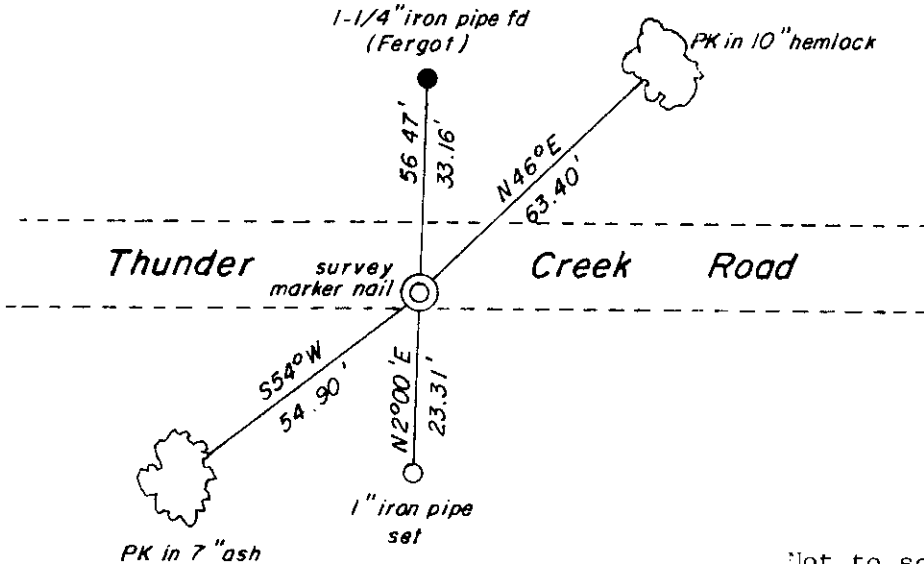 1-1/4" iron pipe fd
(Fergot)
PK in 10" hemlock
56 47'
33.16'
N46°E
63.40'
Thunder Creek Road
survey
marker nail
S54°W
54.90'
N2°00'E
23.31'
1" iron pipe
set
PK in 7" ash
Not to